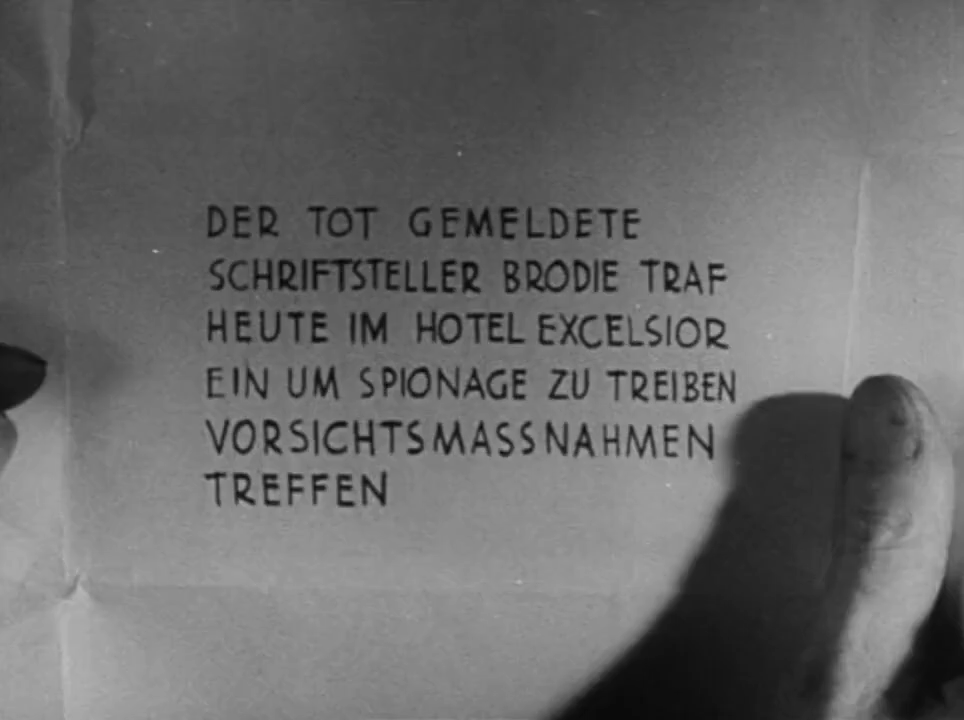 DER TOT GEMELDETE
SCHRIFTSTELLER BRODIE TRAF
HEUTE IM HOTEL EXCELSIOR
EIN UM SPIONAGE ZU TREIBEN
VORSICHTSMASSNAHMEN
TREFFEN